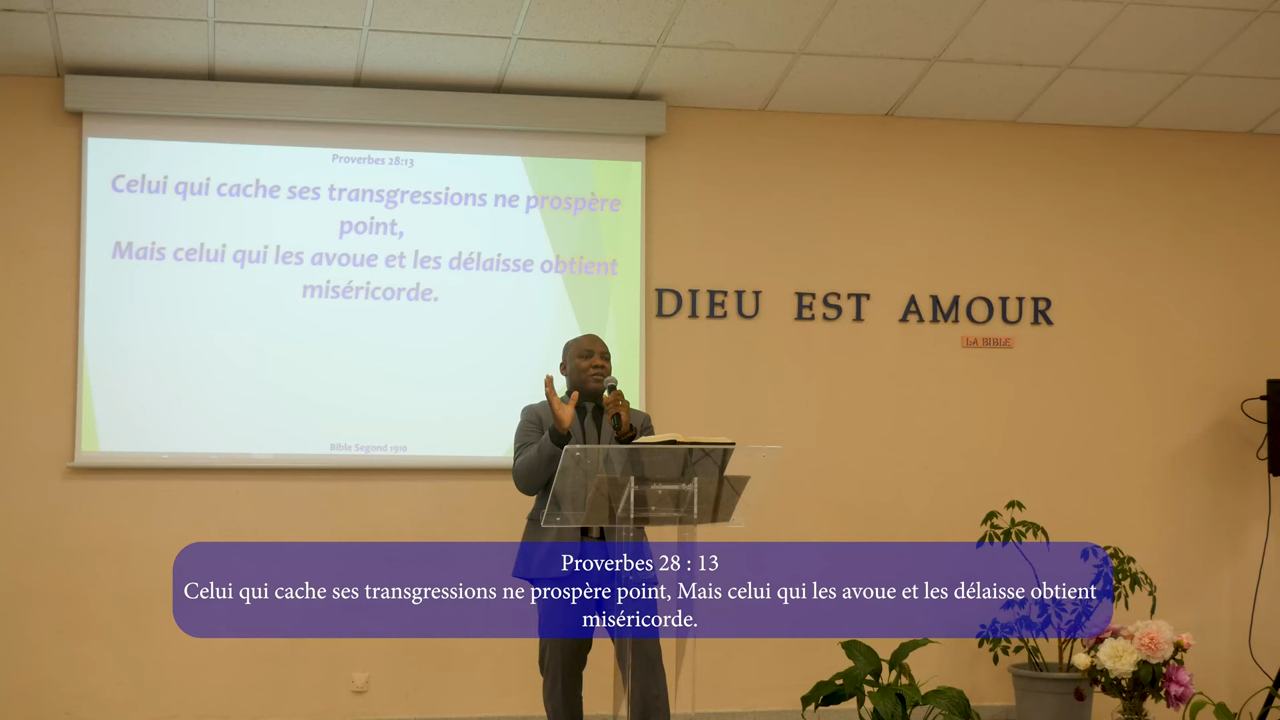 Proverbes 28:13
Celui qui cache ses transgressions ne prospère
point,
Mais celui qui les avoue et les délaisse obtient
miséricorde.
Bible Segond 1910
DIEU EST AMOUR
LA BIBLE
Proverbes 28 : 13
Celui qui cache ses transgressions ne prospère point, Mais celui qui les avoue et les délaisse obtient
miséricorde.